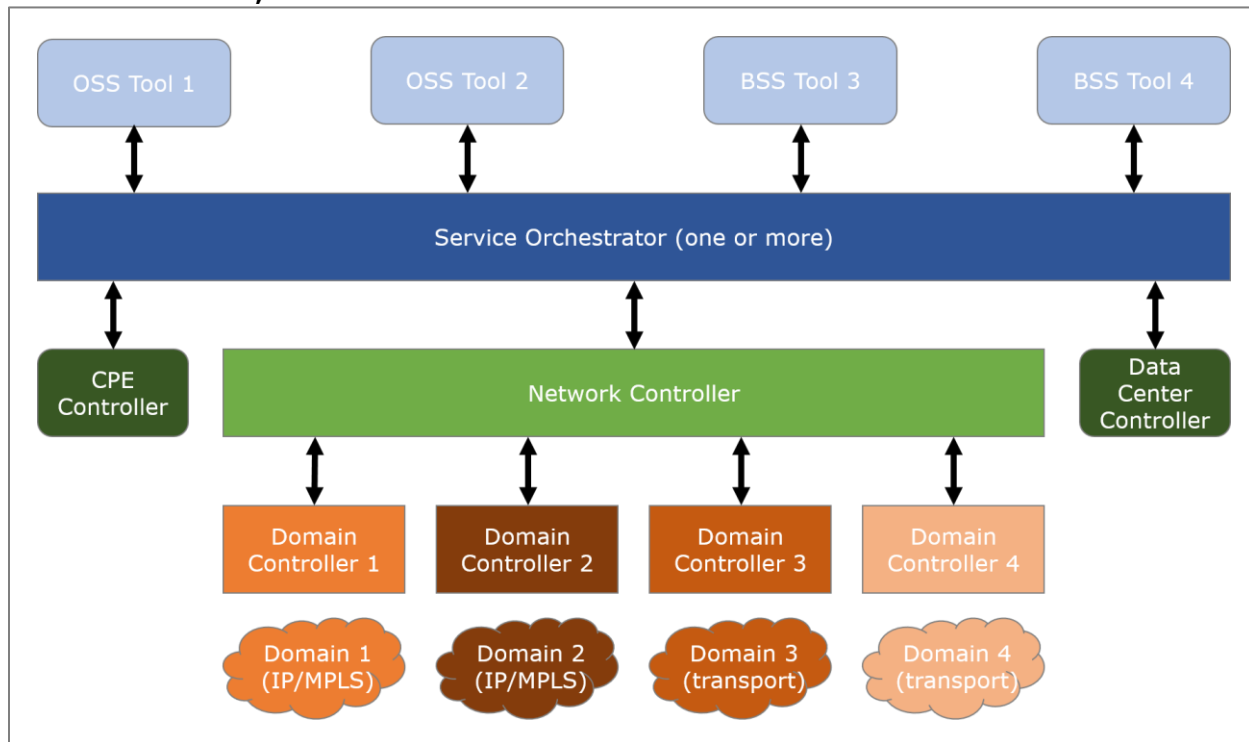 OSS Tool 1
OSS Tool 2
BSS Tool 3
BSS Tool 4
Service Orchestrator (one or more)
CPE
Controller
Network Controller
Data
Center
Controller
Domain
Controller 1
Domain
Controller 2
Domain
Controller 3
Domain
Controller 4
Domain 1
(IP/MPLS)
Domain 2
(IP/MPLS)
Domain 3
(transport)
Domain 4
(transport)